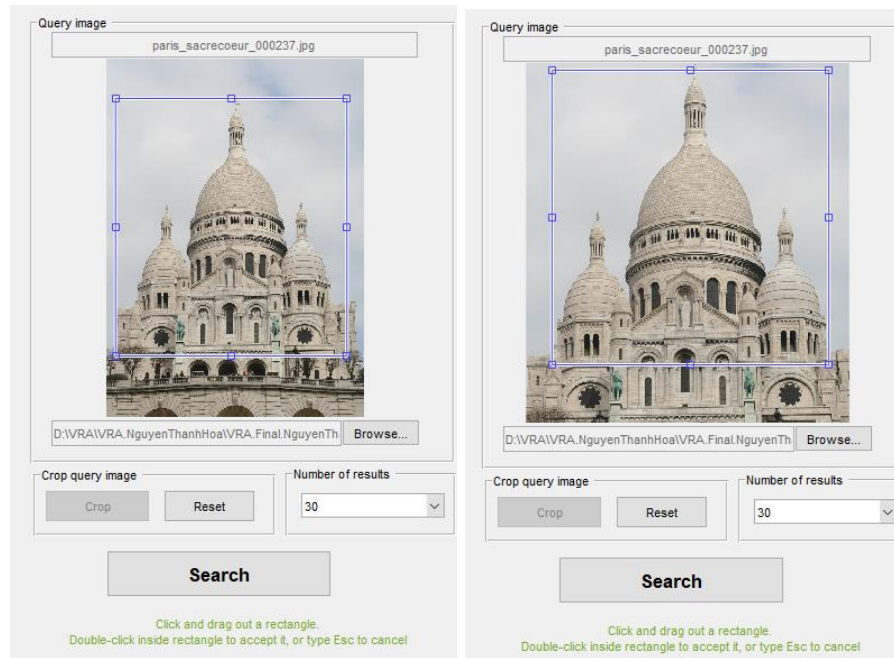 Query image
paris_sacrecoeur_000237.jpg
D:\VRA\VRA.NguyenThanhHoa\VRA.Final.NguyenTh
Browse...
Crop query image
Crop
Reset
Number of results
30
Search
Click and drag out a rectangle.
Double-click inside rectangle to accept it, or type Esc to cancel
Query image
paris_sacrecoeur_000237.jpg
D:\VRA\VRA.NguyenThanhHoa\VRA.Final.NguyenTh
Browse...
Crop query image
Crop
Reset
Number of results
30
Search
Click and drag out a rectangle.
Double-click inside rectangle to accept it, or type Esc to cancel